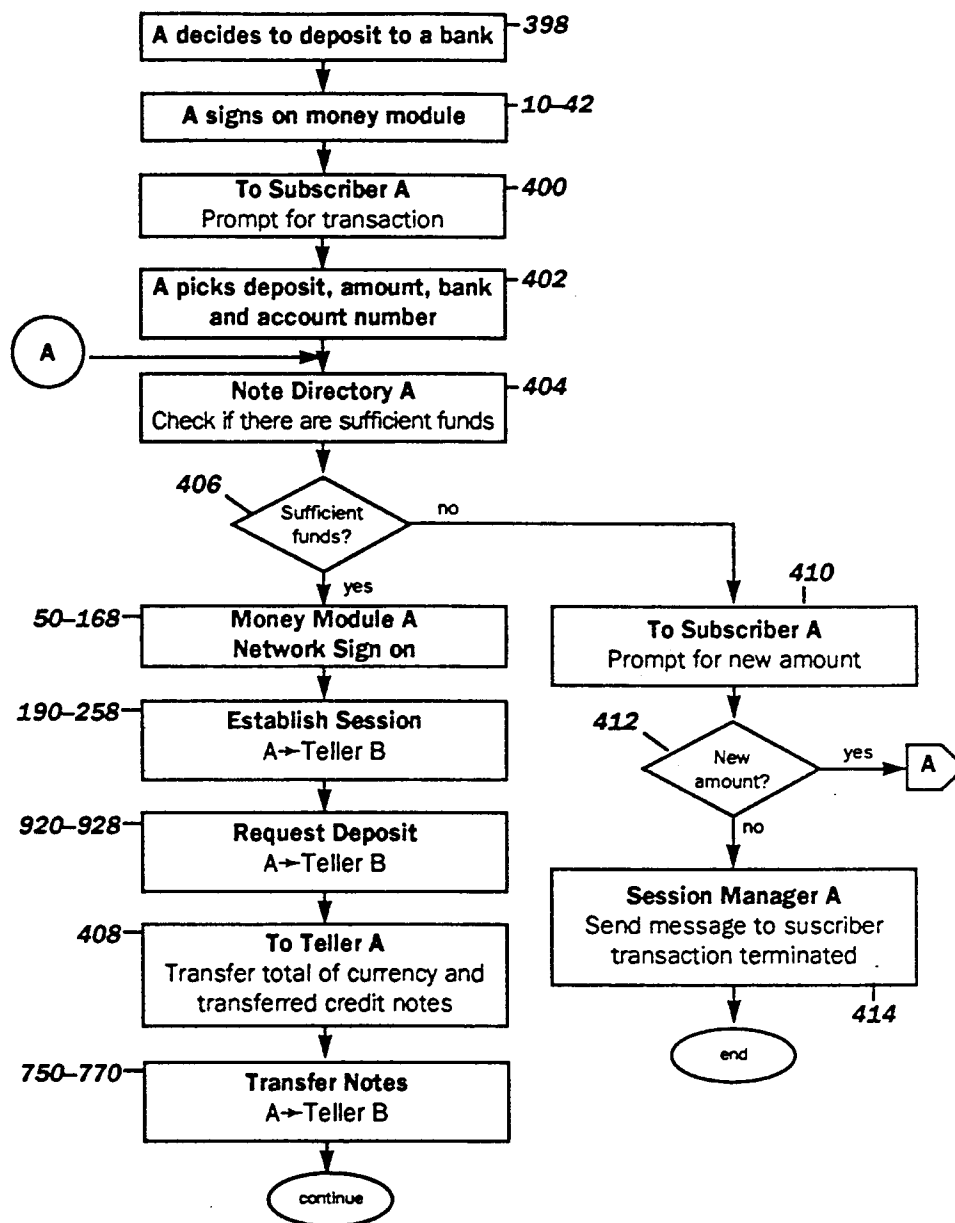 A decides to deposit to a bank
398
A signs on money module
10–42
To Subscriber A
Prompt for transaction
400
A picks deposit, amount, bank
and account number
402
A
Note Directory A
Check if there are sufficient funds
404
406
Sufficient
funds?
no
yes
50–168
Money Module A
Network Sign on
410
To Subscriber A
Prompt for new amount
190–258
Establish Session
A→Teller B
412
New
amount?
yes
A
no
920–928
Request Deposit
A→Teller B
408
To Teller A
Transfer total of currency and
transferred credit notes
Session Manager A
Send message to suscriber
transaction terminated
414
end
750–770
Transfer Notes
A→Teller B
continue